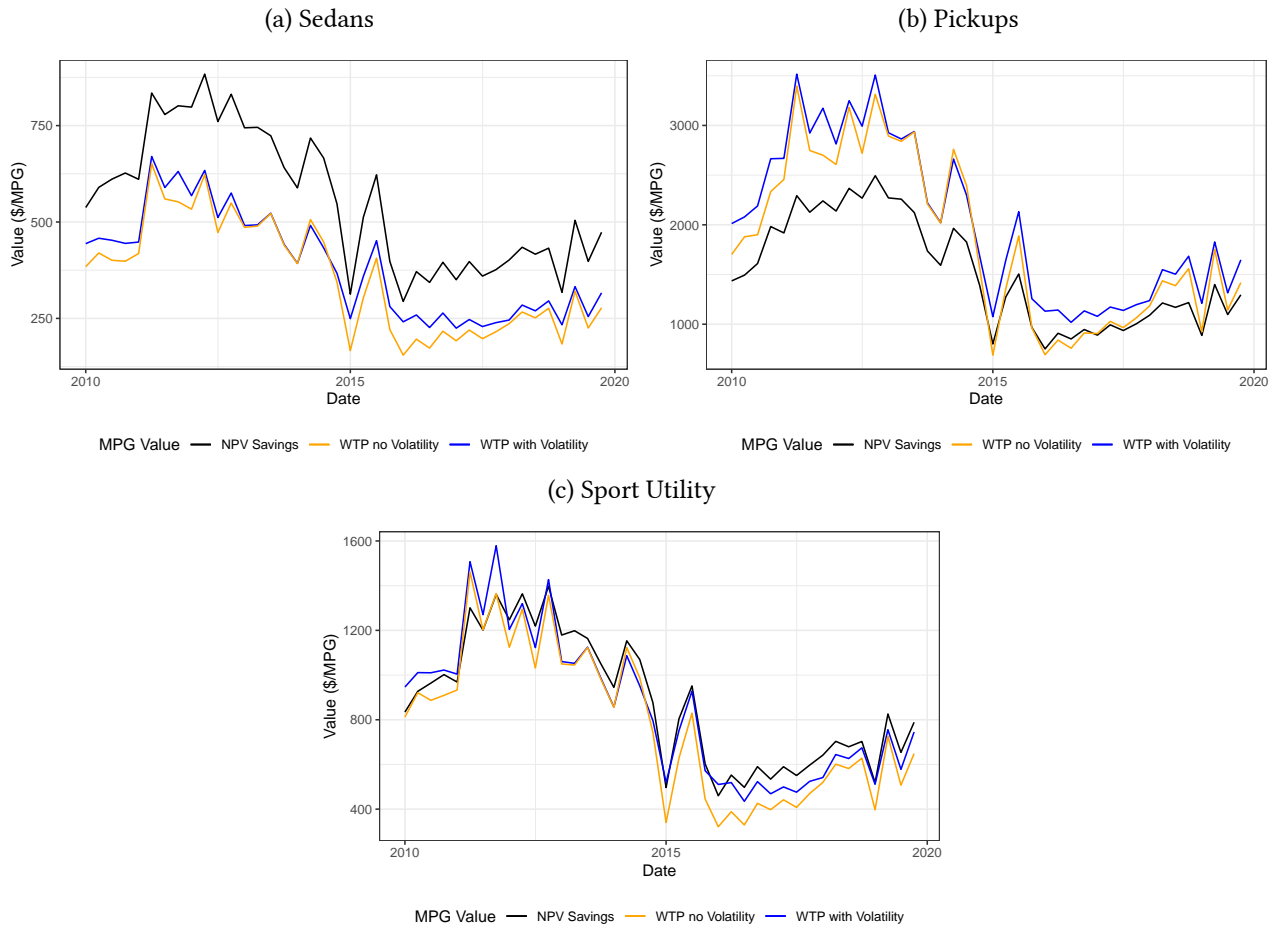 (a) Sedans
750
500
250
Value ($/MPG)
2010 2015 2020
Date
MPG Value NPV Savings WTP no Volatility WTP with Volatility
(b) Pickups
3000
2000
1000
Value ($/MPG)
2010 2015 2020
Date
MPG Value NPV Savings WTP no Volatility WTP with Volatility
(c) Sport Utility
1600
1200
800
400
Value ($/MPG)
2010 2015 2020
Date
MPG Value NPV Savings WTP no Volatility WTP with Volatility